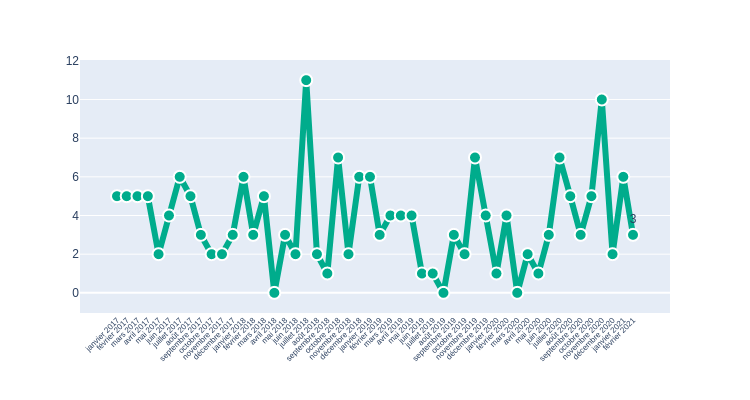 12
10
8
6
4
2
0
3
janvier 2017
février 2017
mars 2017
avril 2017
mai 2017
juin 2017
juillet 2017
août 2017
septembre 2017
octobre 2017
novembre 2017
décembre 2017
janvier 2018
février 2018
mars 2018
avril 2018
mai 2018
juin 2018
juillet 2018
août 2018
septembre 2018
octobre 2018
novembre 2018
décembre 2018
janvier 2019
février 2019
mars 2019
avril 2019
mai 2019
juin 2019
juillet 2019
août 2019
septembre 2019
octobre 2019
novembre 2019
décembre 2019
janvier 2020
février 2020
mars 2020
avril 2020
mai 2020
juin 2020
juillet 2020
août 2020
septembre 2020
octobre 2020
novembre 2020
décembre 2020
janvier 2021
février 2021